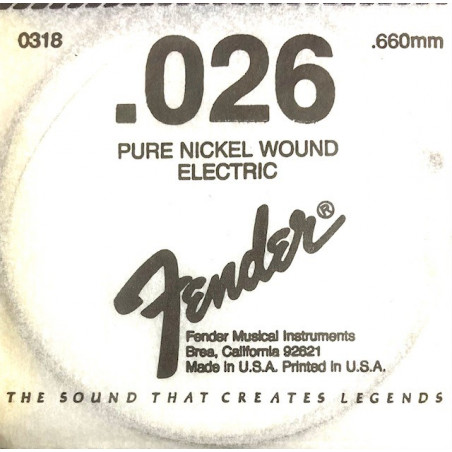 0318 .026 .660mm
PURE NICKEL WOUND
ELECTRIC
Fender®
Fender Musical Instruments
Brea, California 92621
Made in U.S.A. Printed in U.S.A.
THE SOUND THAT CREATES LEGENDS